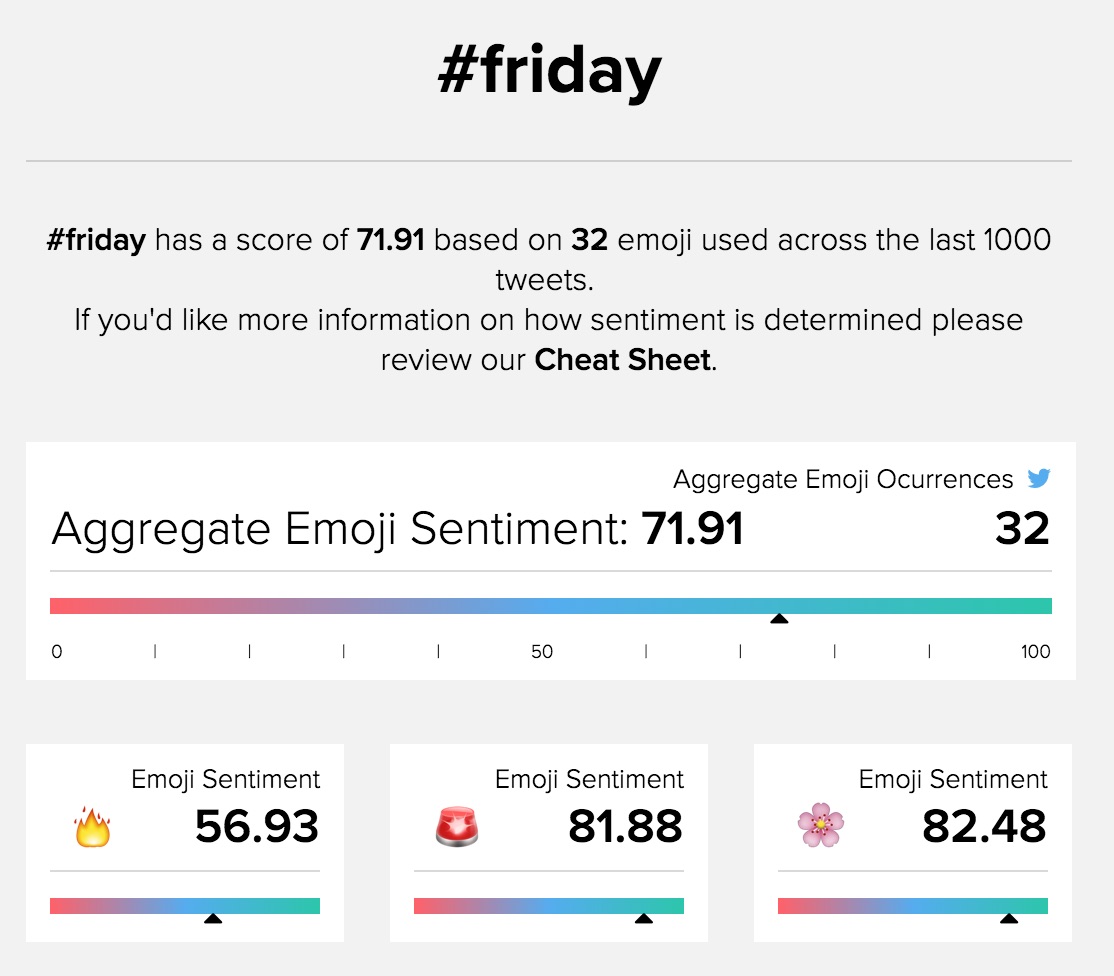 #friday
#friday has a score of 71.91 based on 32 emoji used across the last 1000
tweets.
If you'd like more information on how sentiment is determined please
review our Cheat Sheet.
Aggregate Emoji Ocurrences
Aggregate Emoji Sentiment: 71.91 32
0 | | | | 50 | | | | 100
Emoji Sentiment
56.93
Emoji Sentiment
81.88
Emoji Sentiment
82.48